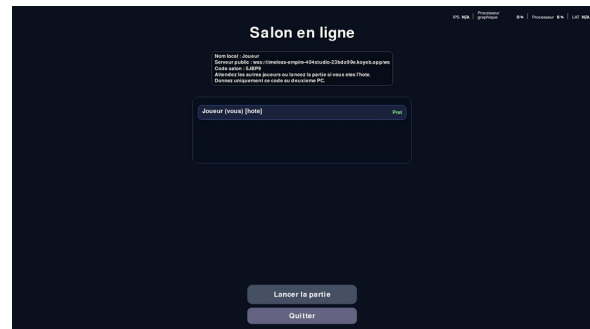 IPS N/A | Processeur graphique 0% | Processeur 6% | LAT N/A
Salon en ligne
Nom local : Joueur
Serveur public : wss://timeless-empire-404studio-23bda99e.koyeb.app/ws
Code salon : SJBP9
Attendez les autres joueurs ou lancez la partie si vous etes l'hote.
Donnez uniquement ce code au deuxieme PC.
Joueur (vous) [hote]
Pret
Lancer la partie
Quitter